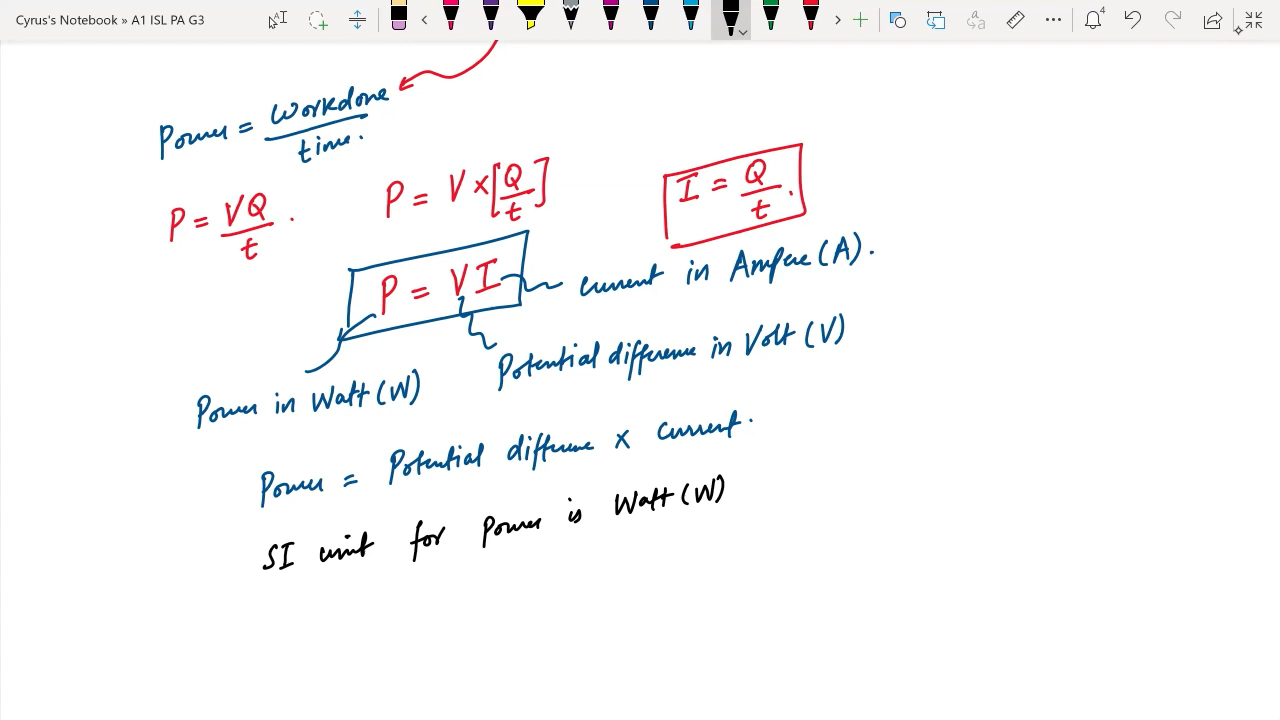 Cyrus's Notebook » A1 ISL PA G3
4
Power = Workdone / time.
P = VQ / t . P = V × [Q / t] I = Q / t .
P = VI
Current in Ampere (A).
Potential difference in Volt (V)
Power in Watt (W)
Power = Potential difference × Current.
SI unit for Power is Watt (W)